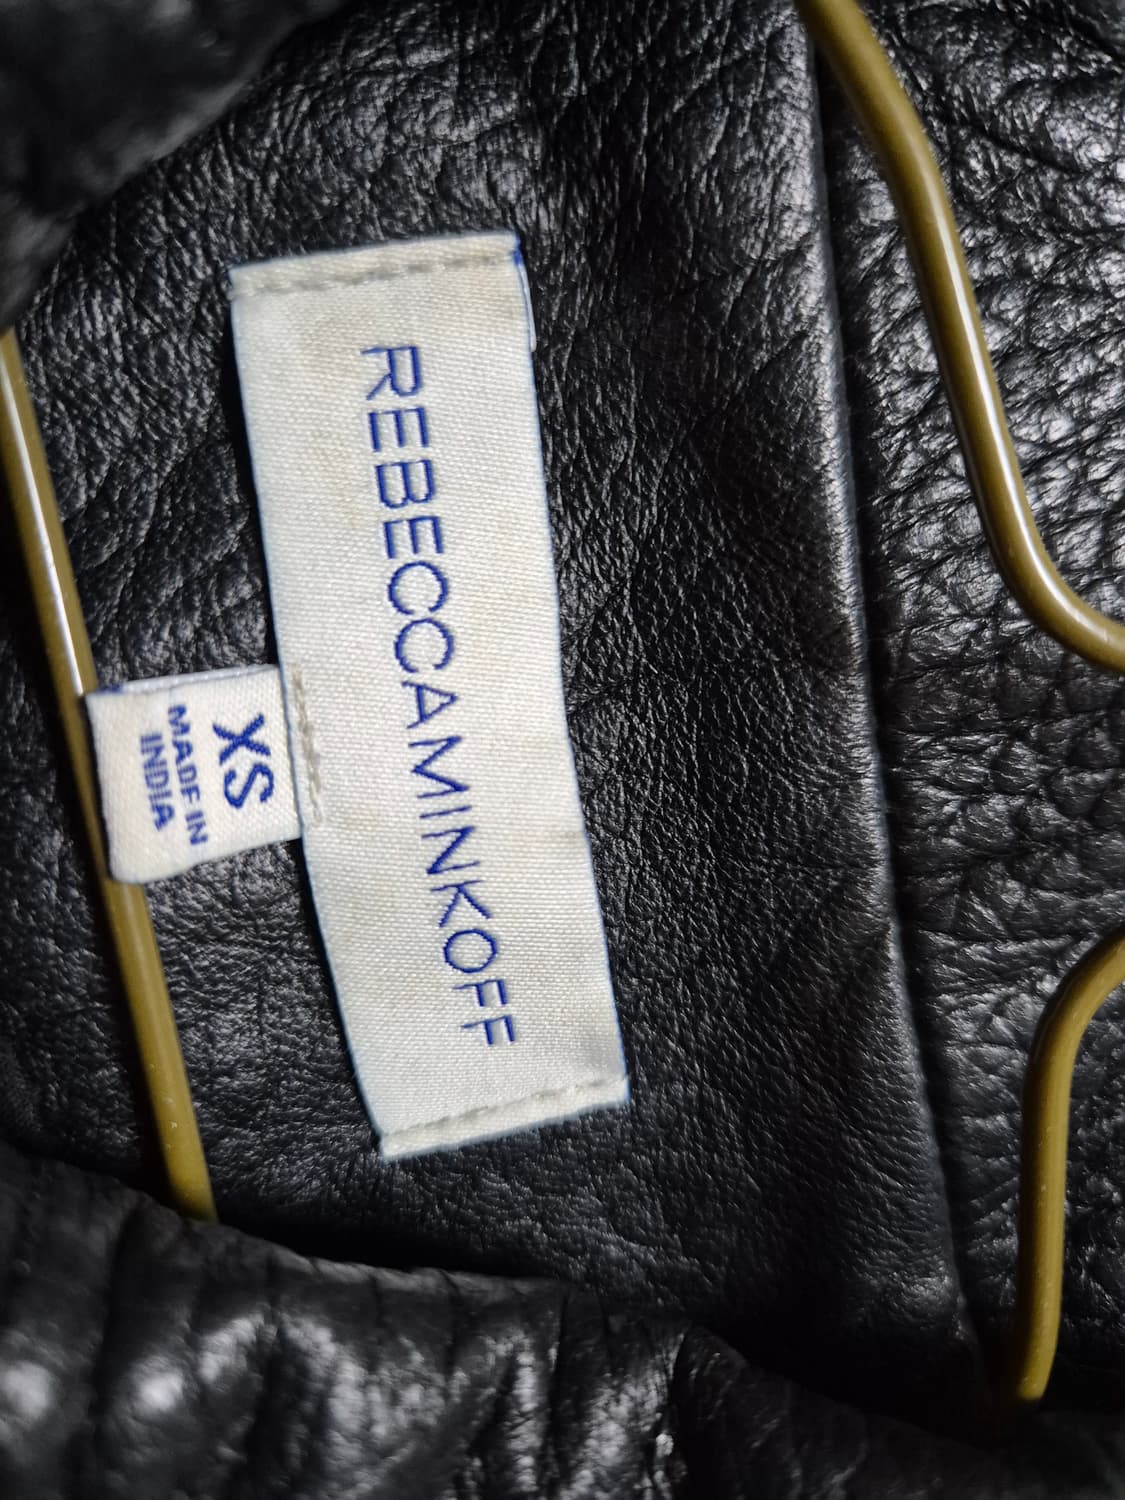 REBECCAMINKOFF
XS
MADE IN
INDIA